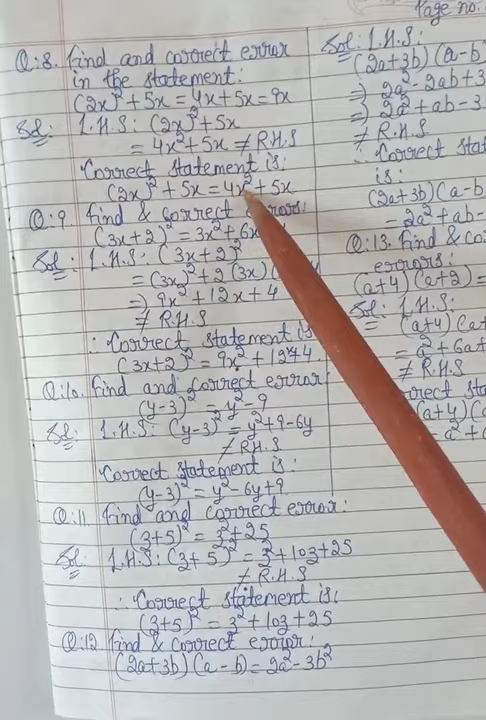 Page no.
Q:8. Find and correct error
in the statement:
(2x)² + 5x = 4x + 5x = 9x
Sol: L.H.S: (2x)² + 5x
= 4x² + 5x ≠ R.H.S
Correct statement is:
(2x)² + 5x = 4x² + 5x
Q:9. Find & correct errors:
(3x+2)² = 3x² + 6x
Sol: L.H.S: (3x+2)²
= (3x)² + 2(3x)(
⇒ 9x² + 12x + 4
≠ R.H.S
∴ Correct statement is
(3x+2)² = 9x² + 12x+4
Q:10. Find and correct error
(y-3)² = y² - 9
Sol: L.H.S: (y-3)² = y² + 9 - 6y
≠ R.H.S
Correct statement is:
(y-3)² = y² - 6y + 9
Q:11. Find and correct error:
(z+5)² = z² + 25
Sol: L.H.S: (z+5)² = z² + 10z + 25
≠ R.H.S
∴ Correct statement is:
(z+5)² = z² + 10z + 25
Q:12. Find & correct error:
(2a+3b)(a-b) = 2a² - 3b²
Sol: L.H.S:
(2a+3b)(a-b
⇒ 2a² - 2ab + 3
⇒ 2a² + ab - 3
≠ R.H.S
∴ Correct stat
is:
(2a+3b)(a-b
= 2a² + ab -
Q:13. Find & co
errors:
(a+4)(a+2) =
Sol: L.H.S:
(a+4)(a+
= a² + 6a +
≠ R.H.S
rrect st
(a+4)(
= a² +